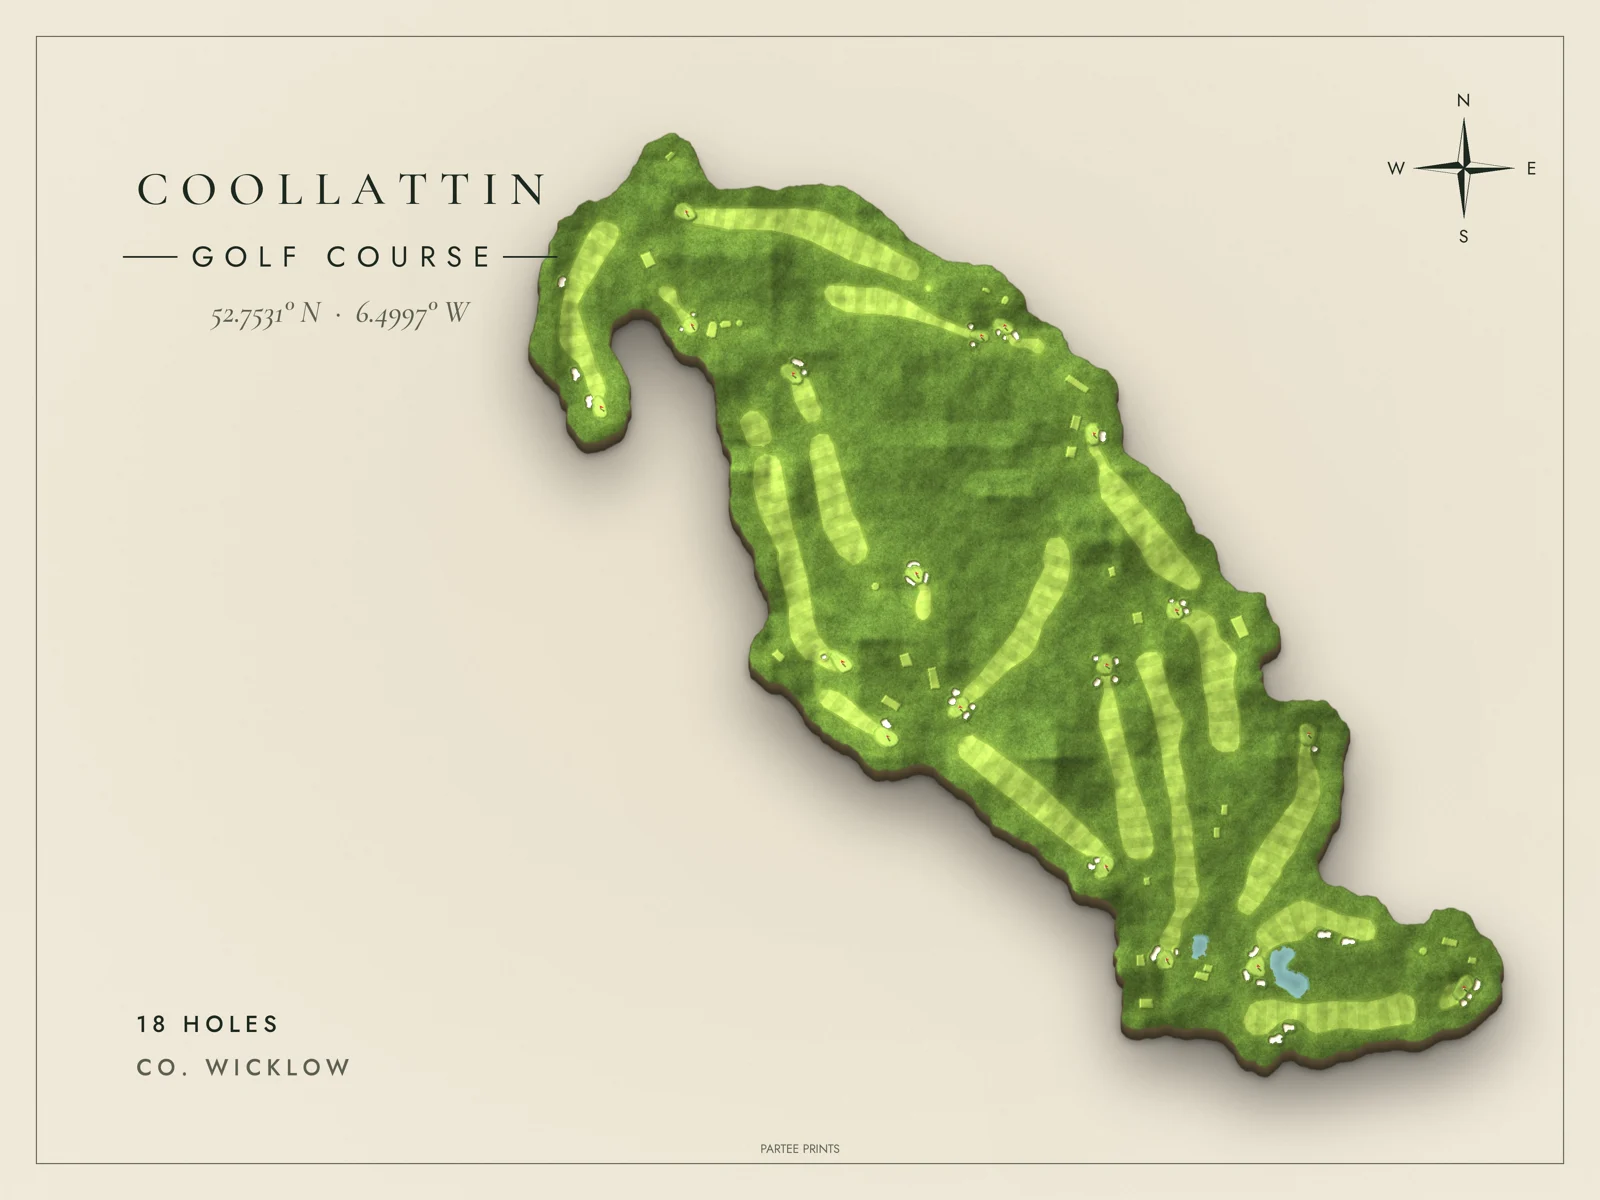 COOLLATTIN
GOLF COURSE
52.7531° N · 6.4997° W
N
W E
S
18 HOLES
CO. WICKLOW
PARTEE PRINTS